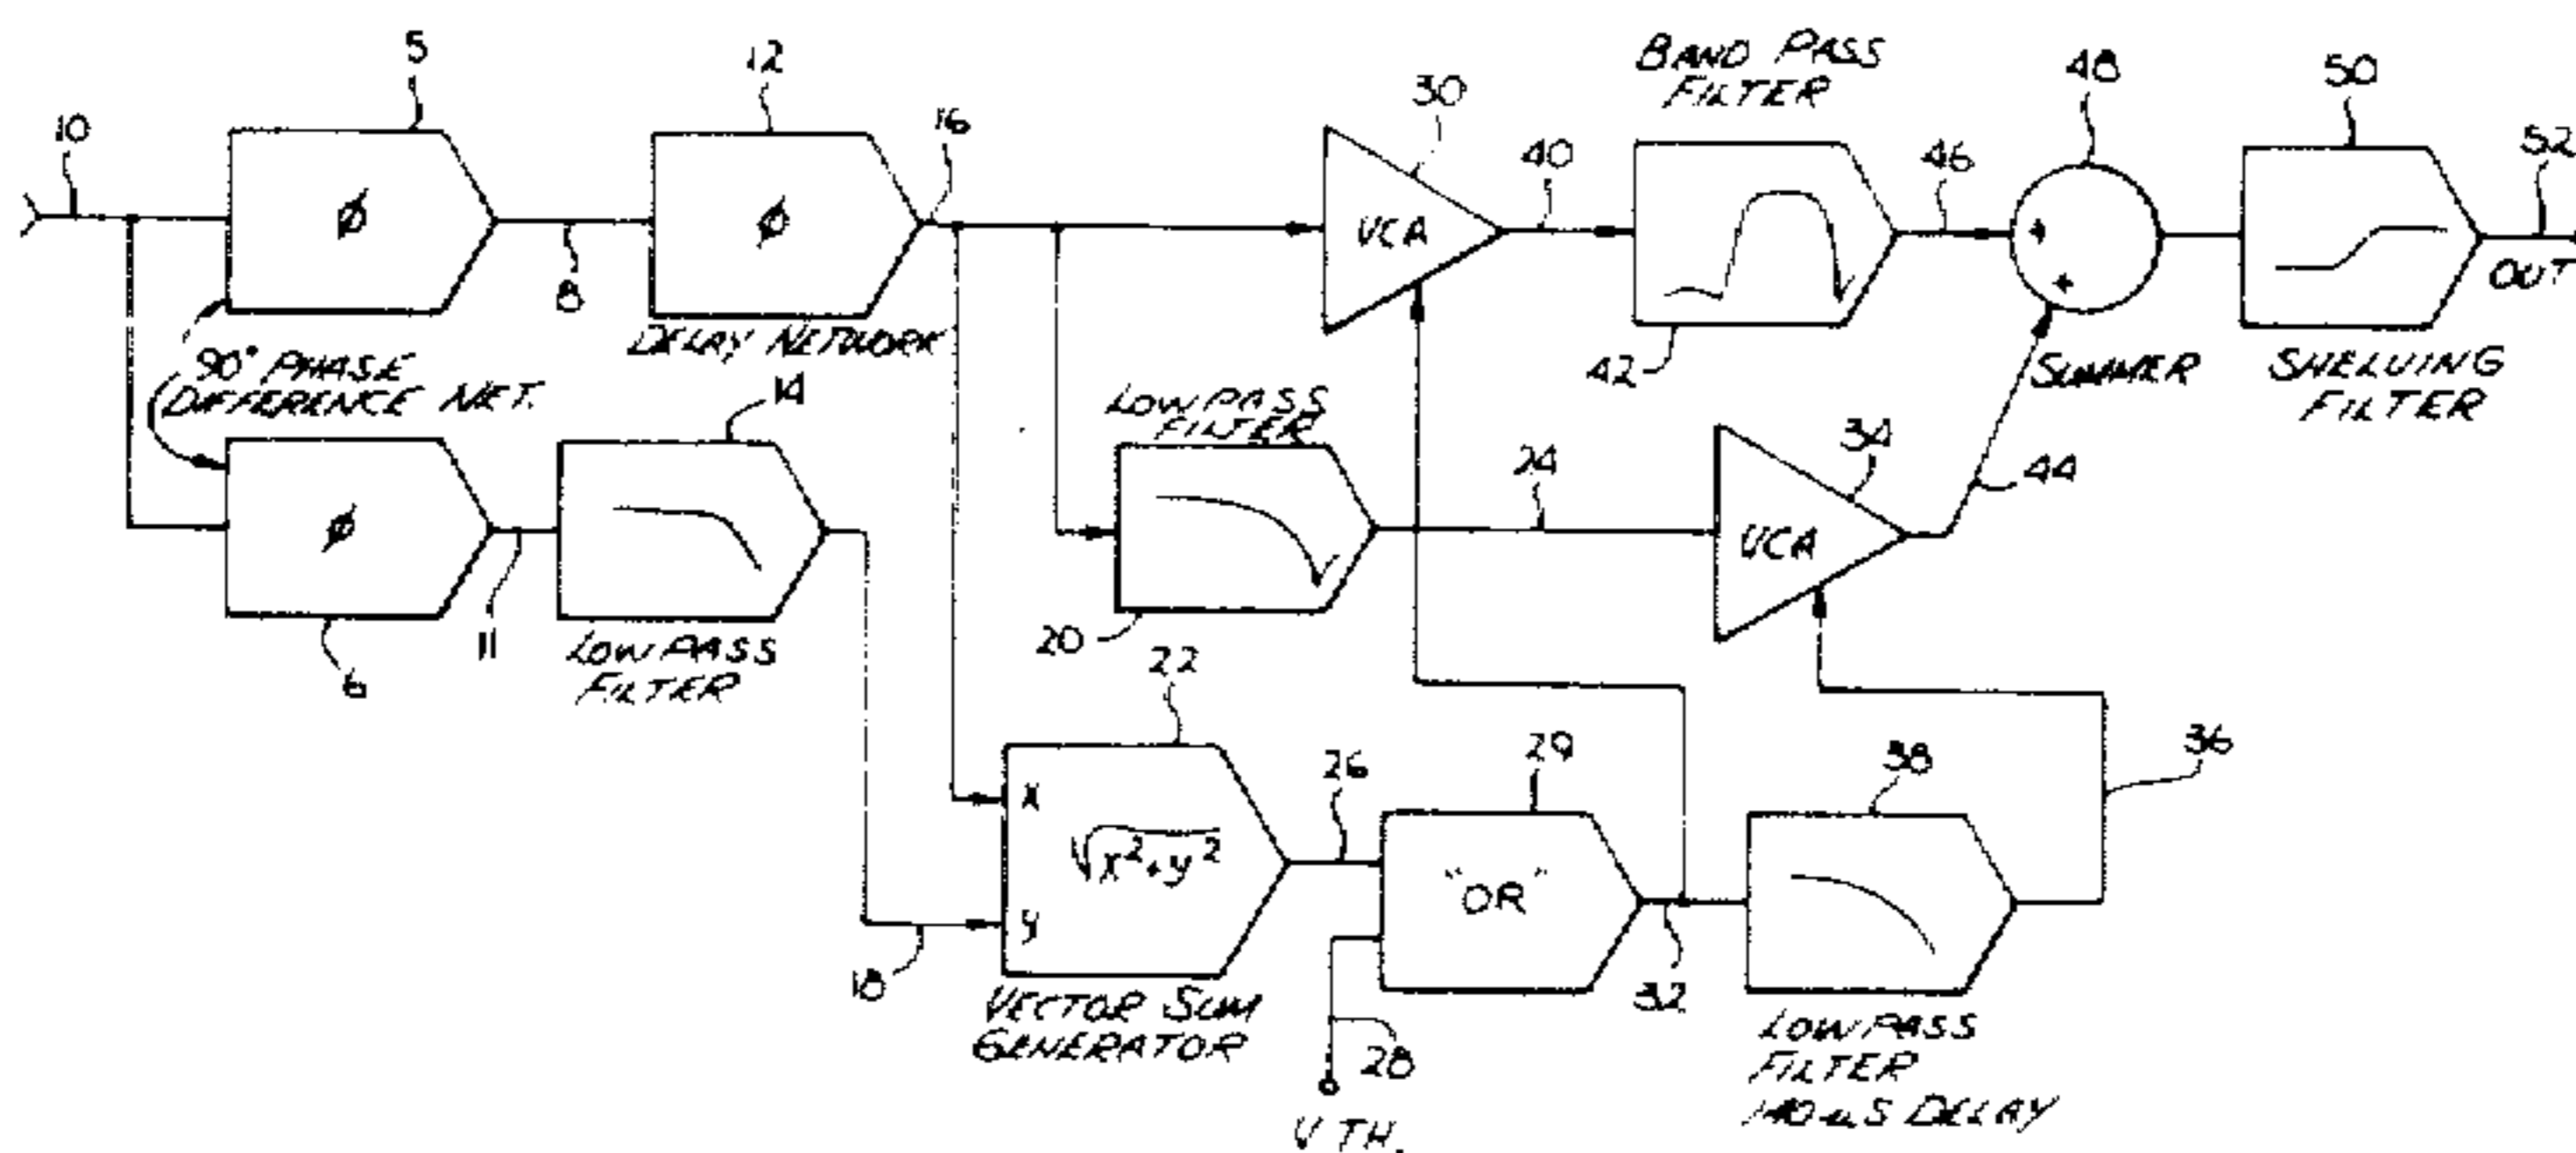 5
12
10
16
30
BAND PASS
FILTER
48
50
52
40
46
φ
φ
VCA
+
+
OUT
8
DELAY NETWORK
42
SUMMER
SHELVING
FILTER
90° PHASE
DIFFERENCE NET.
14
LOW PASS
FILTER
24
34
44
φ
VCA
6
11
LOW PASS
FILTER
20
22
26
29
38
36
X
√x²+y²
Y
"OR"
18
32
VECTOR SUM
GENERATOR
28
V TH.
LOW PASS
FILTER
140 µS DELAY